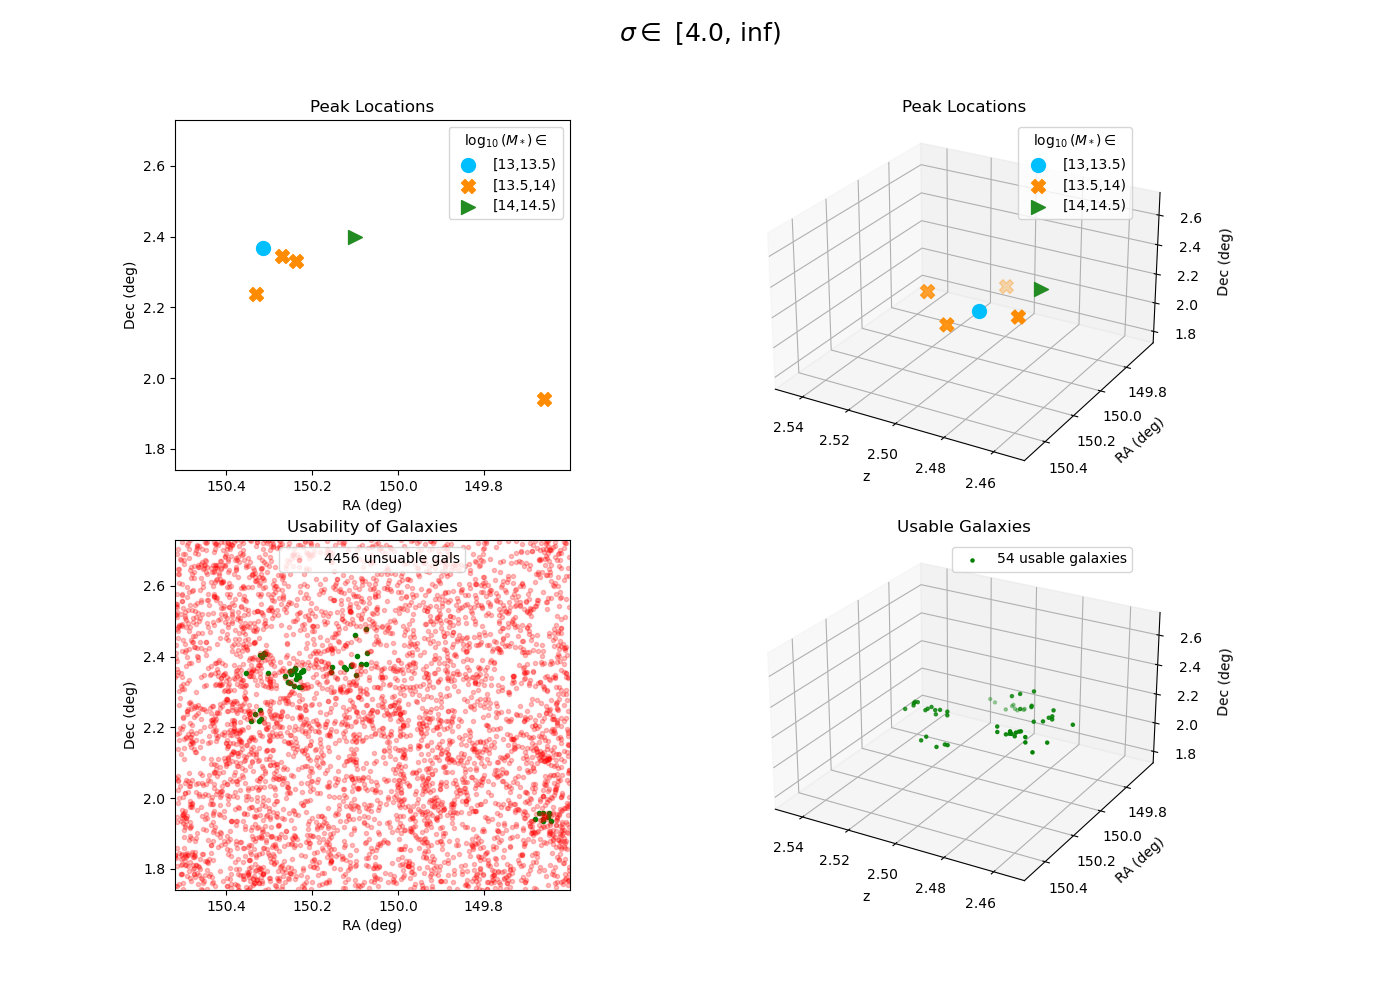 σ ∈ [4.0, inf)
Peak Locations
log₁₀(M*) ∈
[13,13.5)
[13.5,14)
[14,14.5)
2.6
2.4
2.2
2.0
1.8
Dec (deg)
150.4 150.2 150.0 149.8
RA (deg)
Peak Locations
log₁₀(M*) ∈
[13,13.5)
[13.5,14)
[14,14.5)
2.6
2.4
2.2
2.0
1.8
Dec (deg)
149.8
150.0
150.2
150.4
RA (deg)
2.54
2.52
2.50
2.48
2.46
z
Usability of Galaxies
4456 unsuable gals
2.6
2.4
2.2
2.0
1.8
Dec (deg)
150.4 150.2 150.0 149.8
RA (deg)
Usable Galaxies
54 usable galaxies
2.6
2.4
2.2
2.0
1.8
Dec (deg)
149.8
150.0
150.2
150.4
RA (deg)
2.54
2.52
2.50
2.48
2.46
z